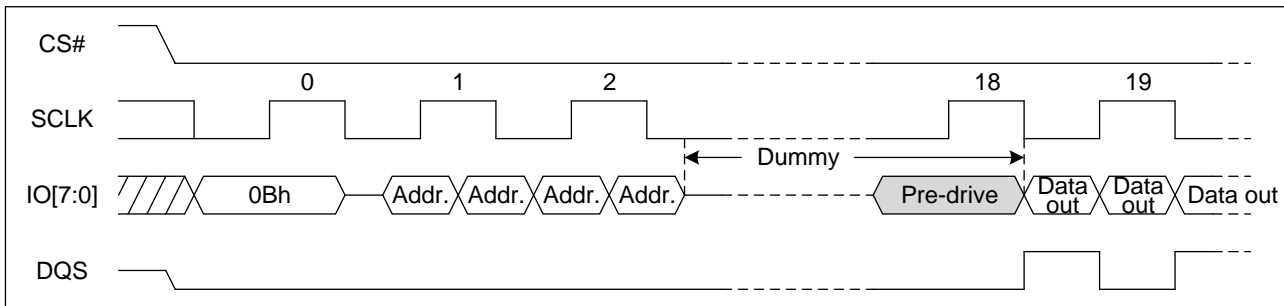 CS#
0 1 2 18 19
SCLK
Dummy
IO[7:0] 0Bh Addr. Addr. Addr. Addr. Pre-drive Data out Data out Data out
DQS